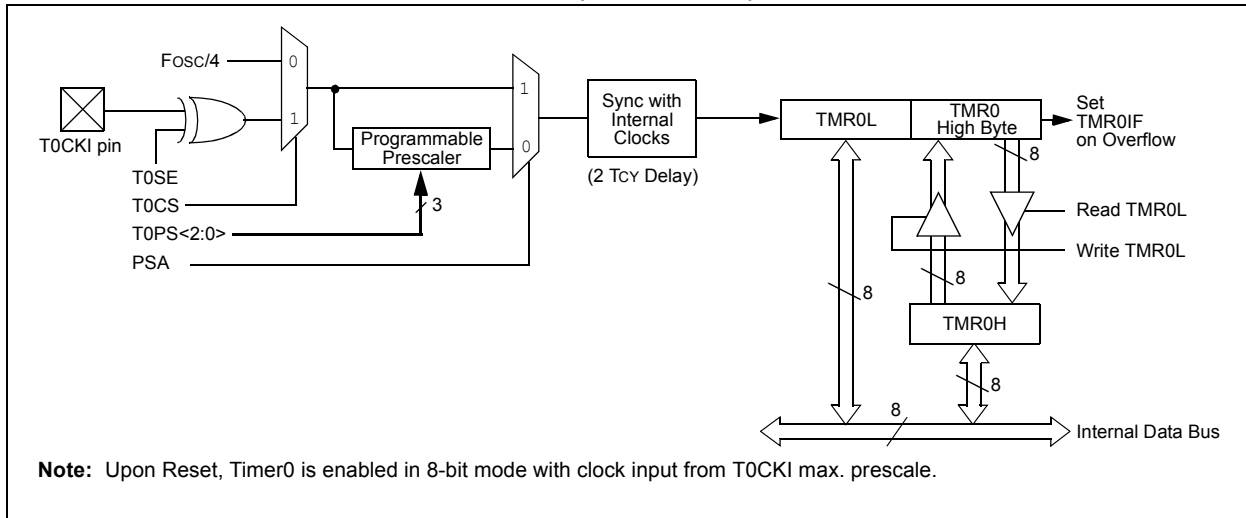 FOSC/4
0
1
T0CKI pin
T0SE
T0CS
T0PS<2:0>
PSA
Programmable
Prescaler
3
1
0
Sync with
Internal
Clocks
(2 TCY Delay)
TMR0L
TMR0
High Byte
Set
TMR0IF
on Overflow
8
Read TMR0L
Write TMR0L
8
8
TMR0H
8
8
Internal Data Bus
Note: Upon Reset, Timer0 is enabled in 8-bit mode with clock input from T0CKI max. prescale.